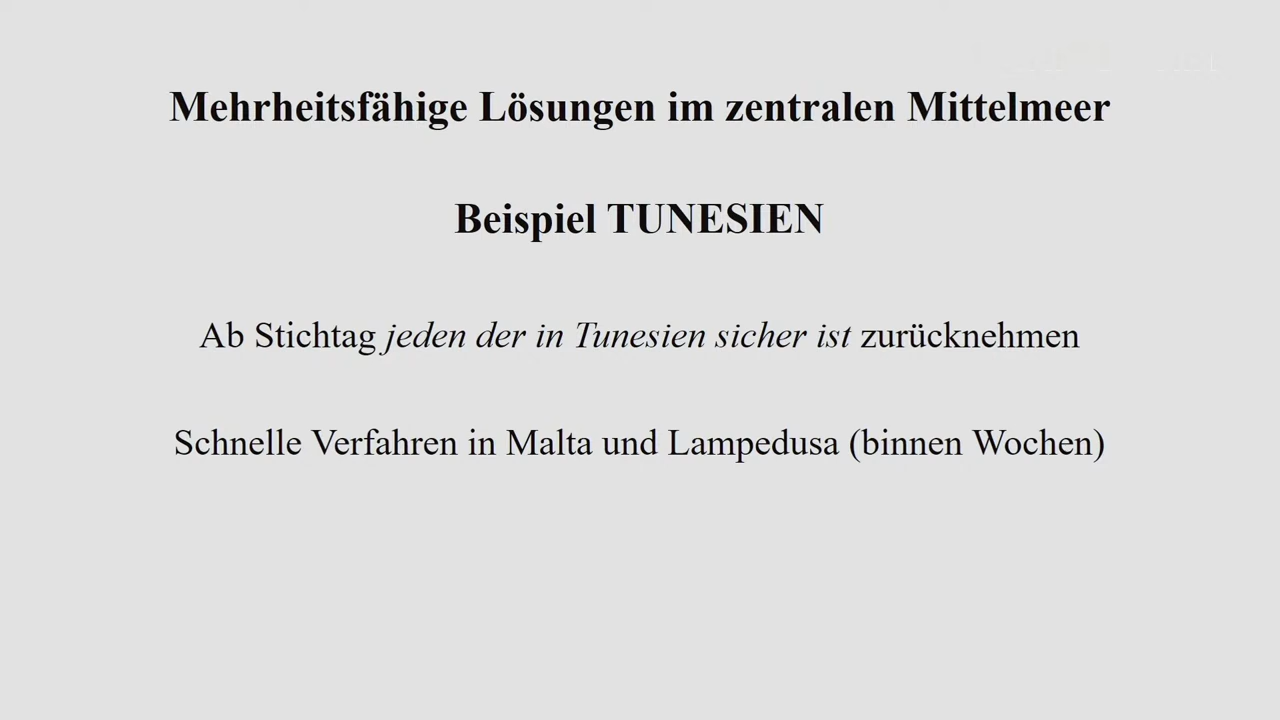 Mehrheitsfähige Lösungen im zentralen Mittelmeer
Beispiel TUNESIEN
Ab Stichtag jeden der in Tunesien sicher ist zurücknehmen
Schnelle Verfahren in Malta und Lampedusa (binnen Wochen)